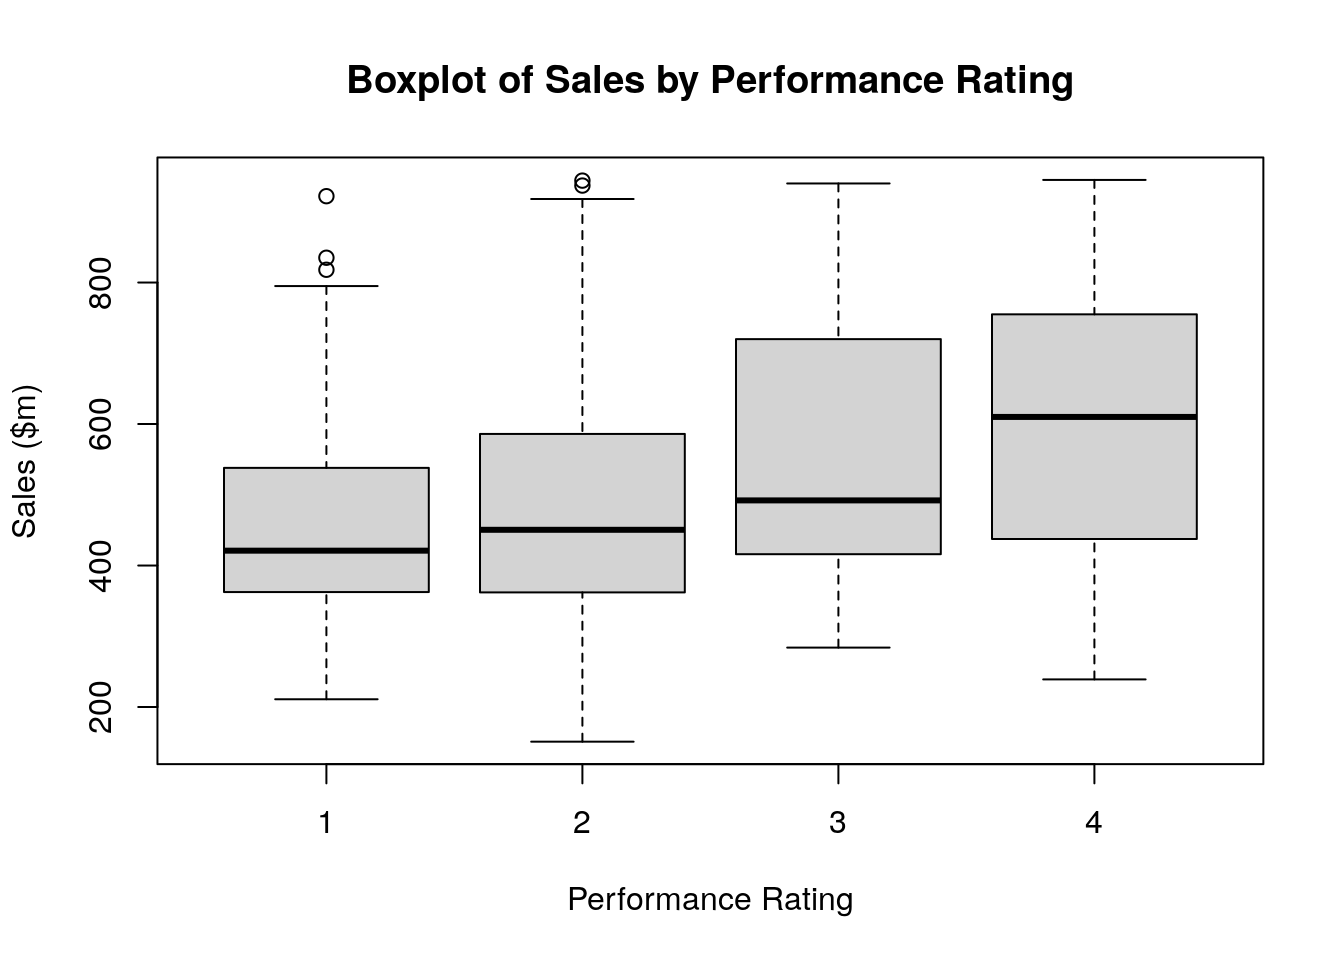 Boxplot of Sales by Performance Rating
Sales ($m)
800
600
400
200
1 2 3 4
Performance Rating